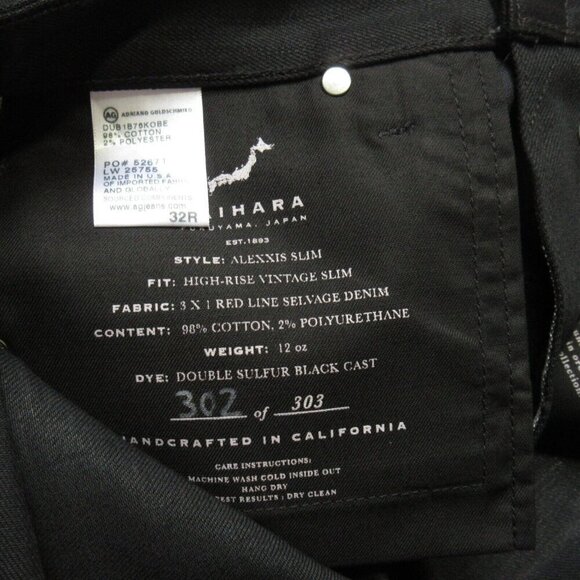 AG ADRIANO GOLDSCHMIED
DUB1B76KOBE
98% COTTON
2% POLYESTER
PO# 52671
LW 25755
MADE IN U.S.A
OF IMPORTED FABRIC
AND GLOBALLY
SOURCED COMPONENTS
www.agjeans.com
32R
AIHARA
FUKUYAMA, JAPAN
EST.1893
STYLE: ALEXXIS SLIM
FIT: HIGH-RISE VINTAGE SLIM
FABRIC: 3 X 1 RED LINE SELVAGE DENIM
CONTENT: 98% COTTON, 2% POLYURETHANE
WEIGHT: 12 oz
DYE: DOUBLE SULFUR BLACK CAST
302 of 303
HANDCRAFTED IN CALIFORNIA
CARE INSTRUCTIONS:
MACHINE WASH COLD INSIDE OUT
HANG DRY
EST RESULTS : DRY CLEAN